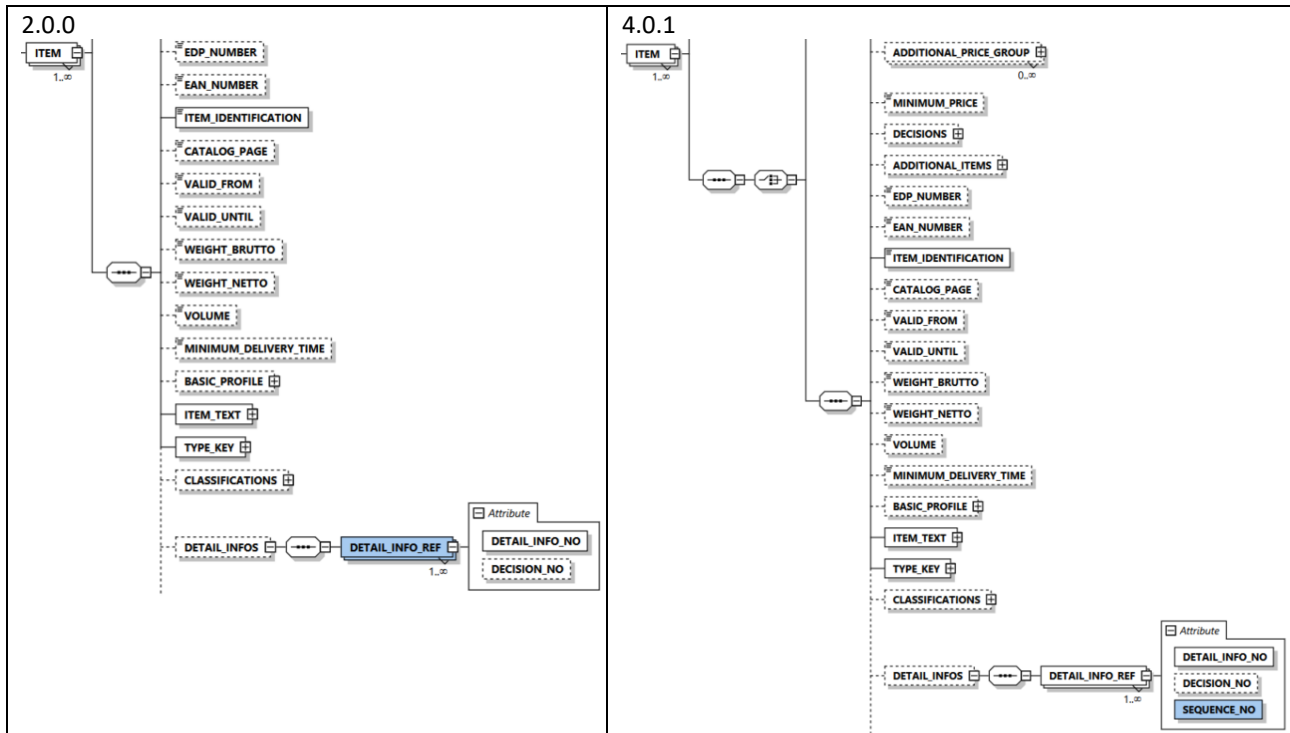 2.0.0
ITEM
1..∞
EDP_NUMBER
EAN_NUMBER
ITEM_IDENTIFICATION
CATALOG_PAGE
VALID_FROM
VALID_UNTIL
WEIGHT_BRUTTO
WEIGHT_NETTO
VOLUME
MINIMUM_DELIVERY_TIME
BASIC_PROFILE
ITEM_TEXT
TYPE_KEY
CLASSIFICATIONS
DETAIL_INFOS
DETAIL_INFO_REF
1..∞
Attribute
DETAIL_INFO_NO
DECISION_NO
4.0.1
ITEM
1..∞
ADDITIONAL_PRICE_GROUP
0..∞
MINIMUM_PRICE
DECISIONS
ADDITIONAL_ITEMS
EDP_NUMBER
EAN_NUMBER
ITEM_IDENTIFICATION
CATALOG_PAGE
VALID_FROM
VALID_UNTIL
WEIGHT_BRUTTO
WEIGHT_NETTO
VOLUME
MINIMUM_DELIVERY_TIME
BASIC_PROFILE
ITEM_TEXT
TYPE_KEY
CLASSIFICATIONS
DETAIL_INFOS
DETAIL_INFO_REF
1..∞
Attribute
DETAIL_INFO_NO
DECISION_NO
SEQUENCE_NO